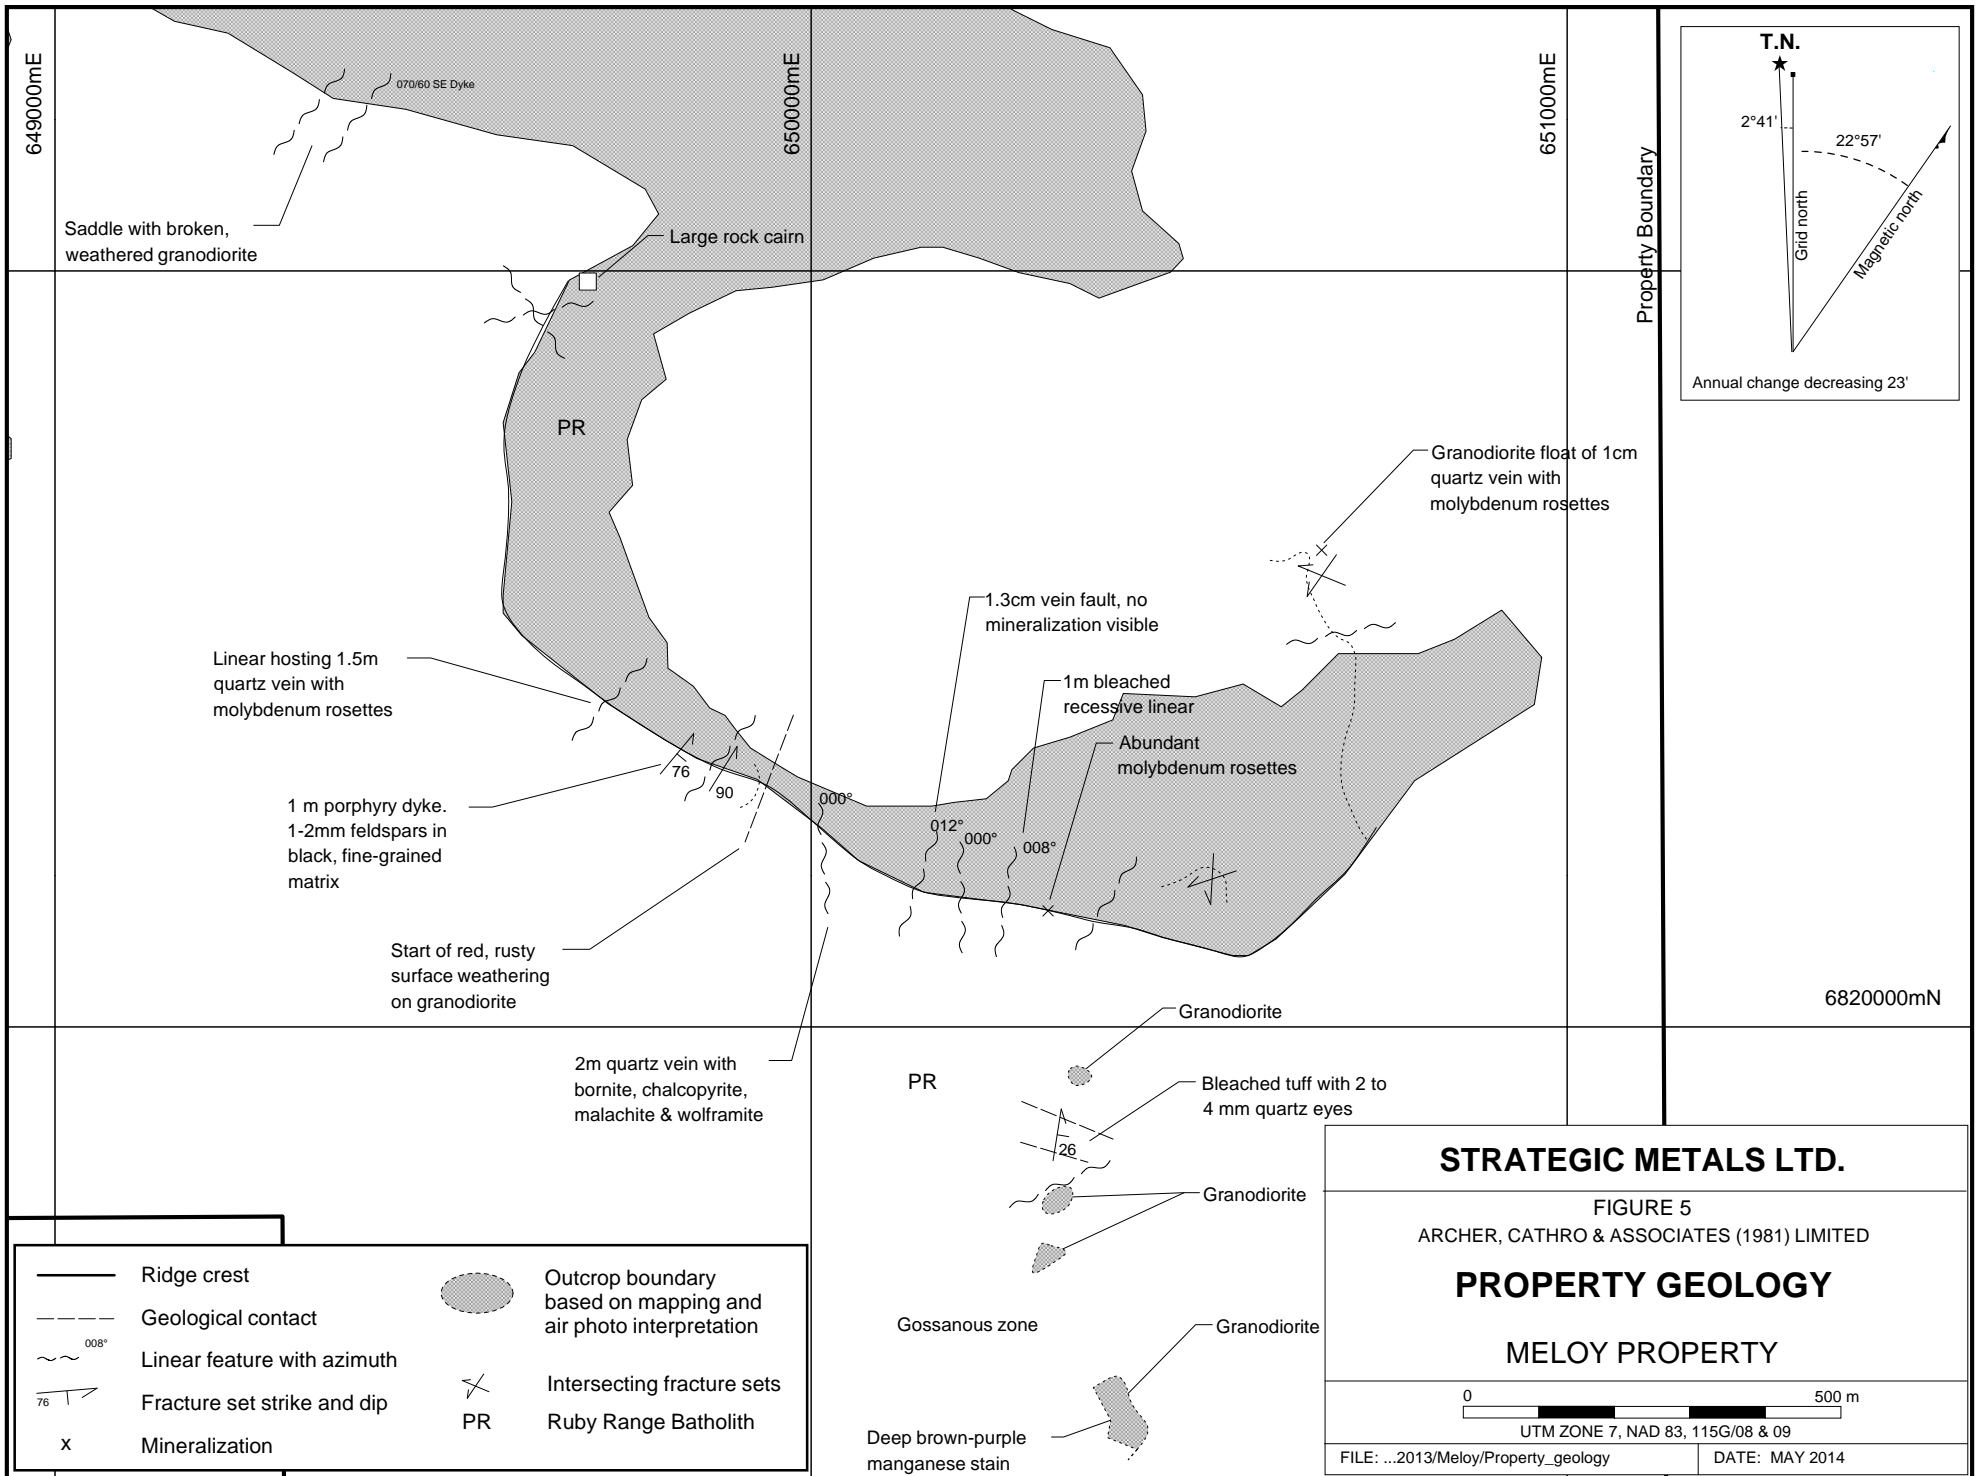 649000mE
650000mE
651000mE
070/60 SE Dyke
Property Boundary
T.N.
2°41'
22°57'
Grid north
Magnetic north
Annual change decreasing 23'
Saddle with broken,
weathered granodiorite
Large rock cairn
PR
Granodiorite float of 1cm
quartz vein with
molybdenum rosettes
1.3cm vein fault, no
mineralization visible
Linear hosting 1.5m
quartz vein with
molybdenum rosettes
1m bleached
recessive linear
Abundant
molybdenum rosettes
76
90
000°
012°
000°
008°
1 m porphyry dyke.
1-2mm feldspars in
black, fine-grained
matrix
Start of red, rusty
surface weathering
on granodiorite
6820000mN
Granodiorite
2m quartz vein with
bornite, chalcopyrite,
malachite & wolframite
PR
Bleached tuff with 2 to
4 mm quartz eyes
26
Granodiorite
Gossanous zone
Granodiorite
Deep brown-purple
manganese stain
Ridge crest
Geological contact
008°
Linear feature with azimuth
76
Fracture set strike and dip
x
Mineralization
Outcrop boundary
based on mapping and
air photo interpretation
Intersecting fracture sets
PR
Ruby Range Batholith
STRATEGIC METALS LTD.
FIGURE 5
ARCHER, CATHRO & ASSOCIATES (1981) LIMITED
PROPERTY GEOLOGY
MELOY PROPERTY
0
500 m
UTM ZONE 7, NAD 83, 115G/08 & 09
FILE: ...2013/Meloy/Property_geology
DATE: MAY 2014